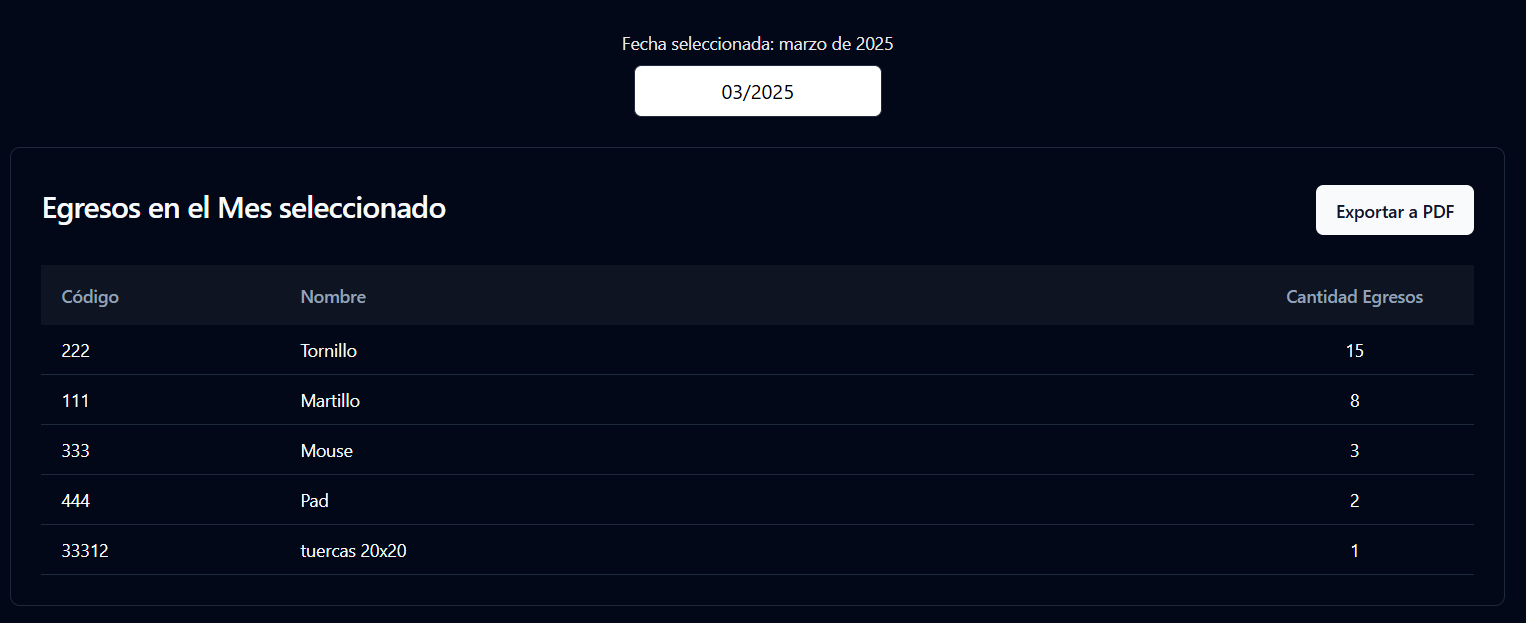 Fecha seleccionada: marzo de 2025
03/2025
Egresos en el Mes seleccionado
Exportar a PDF
Código Nombre Cantidad Egresos
222 Tornillo 15
111 Martillo 8
333 Mouse 3
444 Pad 2
33312 tuercas 20x20 1